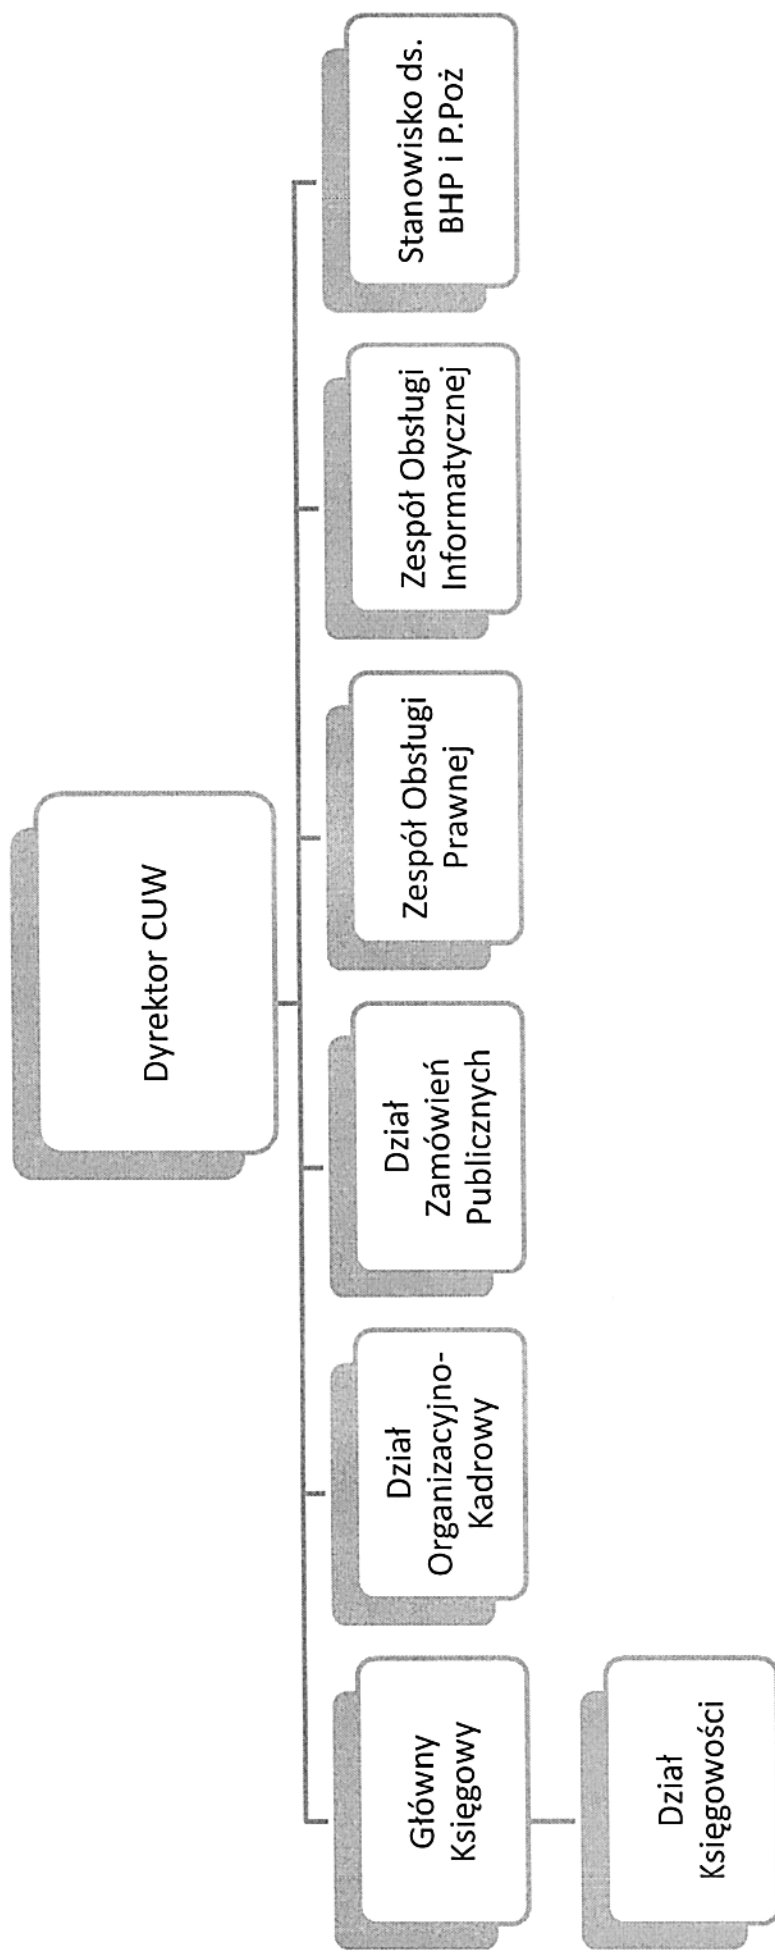 Dyrektor CUW
Główny
Księgowy
Dział
Organizacyjno-
Kadrowy
Dział
Zamówień
Publicznych
Zespół Obsługi
Prawnej
Zespół Obsługi
Informatycznej
Stanowisko ds.
BHP i P.Poż
Dział
Księgowości